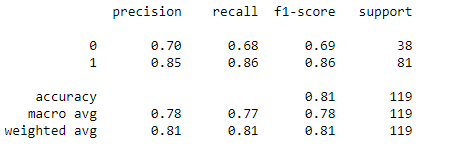 precision recall f1-score support
0 0.70 0.68 0.69 38
1 0.85 0.86 0.86 81
accuracy 0.81 119
macro avg 0.78 0.77 0.78 119
weighted avg 0.81 0.81 0.81 119